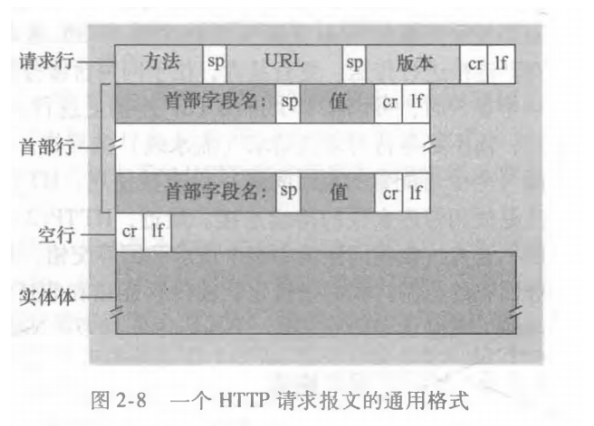 请求行 方法 sp URL sp 版本 cr lf
首部字段名: sp 值 cr lf
首部行
首部字段名: sp 值 cr lf
空行 cr lf
实体体
图 2-8 一个 HTTP 请求报文的通用格式